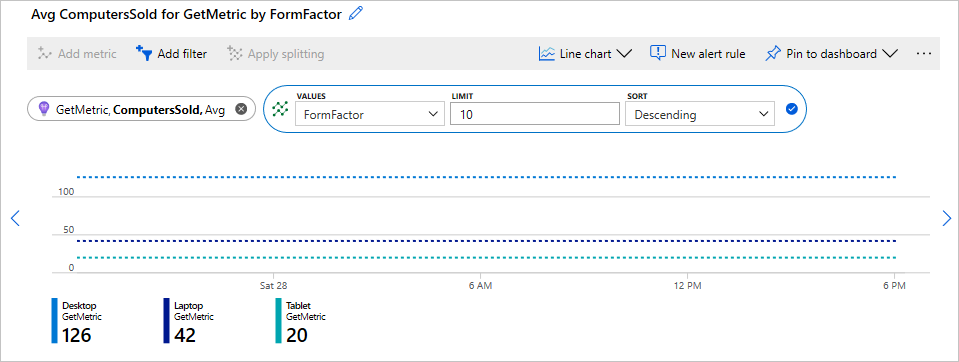 Avg ComputersSold for GetMetric by FormFactor
Add metric Add filter Apply splitting Line chart New alert rule Pin to dashboard ...
GetMetric, ComputersSold, Avg
VALUES LIMIT SORT
FormFactor 10 Descending
100
50
0
Sat 28 6 AM 12 PM 6 PM
Desktop Laptop Tablet
GetMetric GetMetric GetMetric
126 42 20